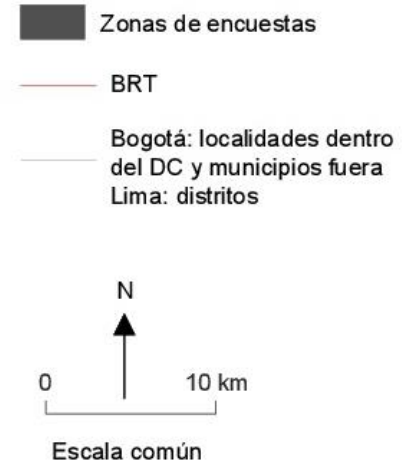 Zonas de encuestas
BRT
Bogotá: localidades dentro
del DC y municipios fuera
Lima: distritos
N
0 10 km
Escala común